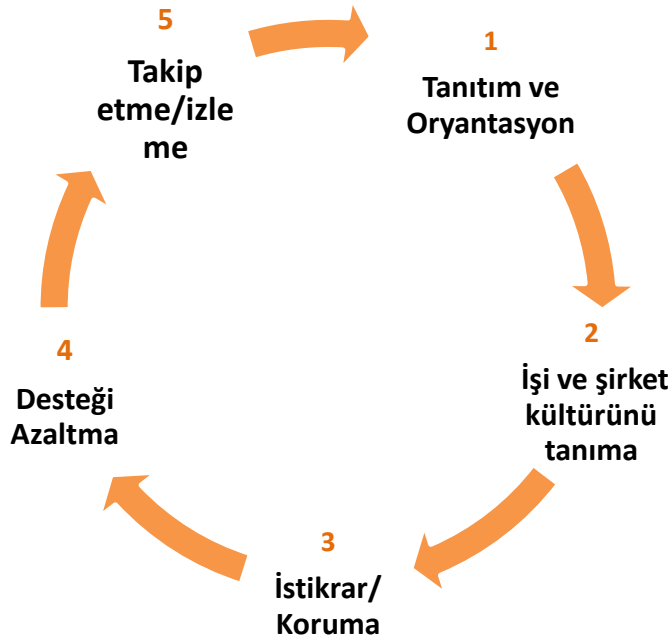 1
Tanıtım ve
Oryantasyon
2
İşi ve şirket
kültürünü
tanıma
3
İstikrar/
Koruma
4
Desteği
Azaltma
5
Takip
etme/izle
me